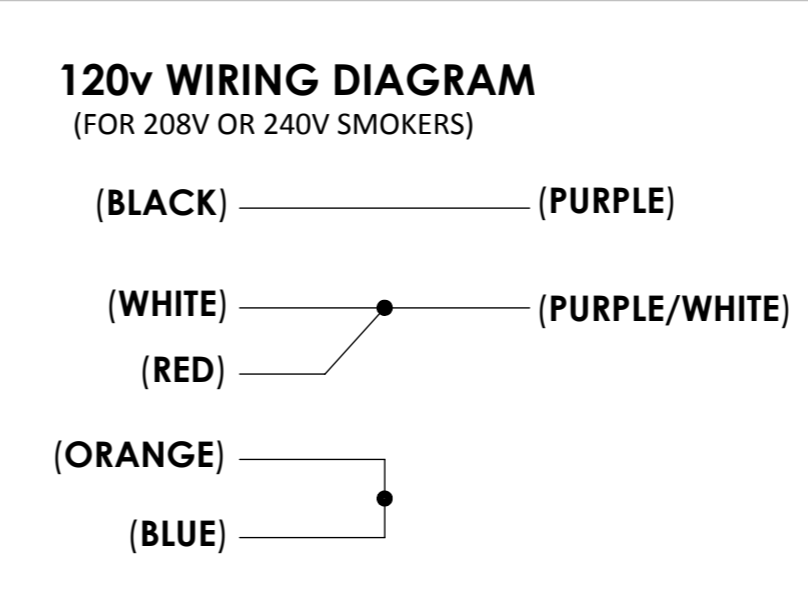 120v WIRING DIAGRAM
(FOR 208V OR 240V SMOKERS)
(BLACK) (PURPLE)
(WHITE) (PURPLE/WHITE)
(RED)
(ORANGE)
(BLUE)